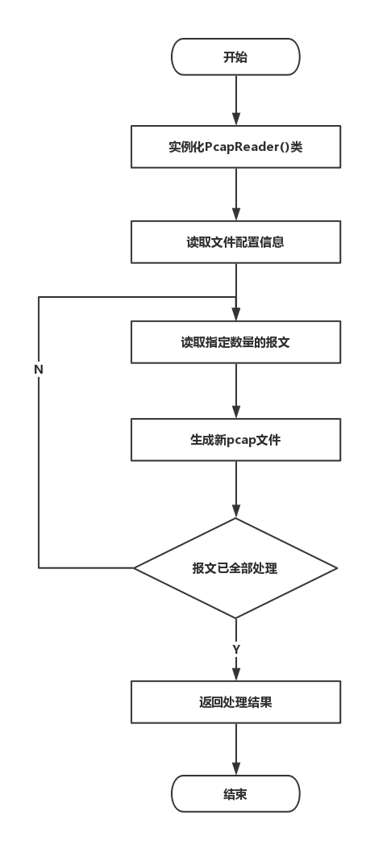 开始
实例化PcapReader()类
读取文件配置信息
读取指定数量的报文
N
生成新pcap文件
报文已全部处理
Y
返回处理结果
结束